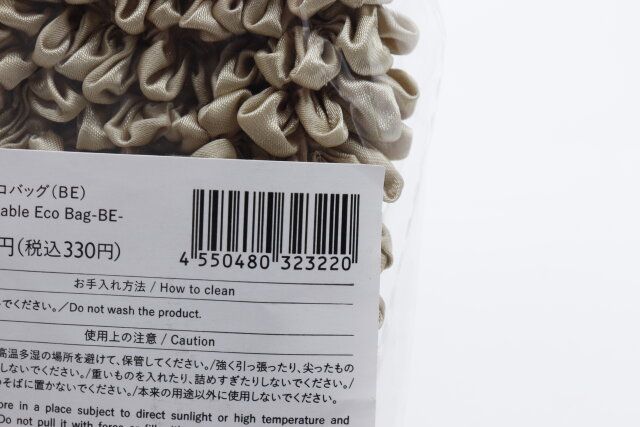 コバッグ(BE)
able Eco Bag-BE-
円(税込330円)
4 550480 323220
お手入れ方法 / How to clean
でください。/Do not wash the product.
使用上の注意 / Caution
高温多湿の場所を避けて、保管してください。/強く引っ張ったり、尖ったもの
しないでください。/重いものを入れたり、詰めすぎたりしないでください。/
のそばに置かないでください。/本来の用途以外に使用しないでください。
ore in a place subject to direct sunlight or high temperature and
Do not pull it with force or